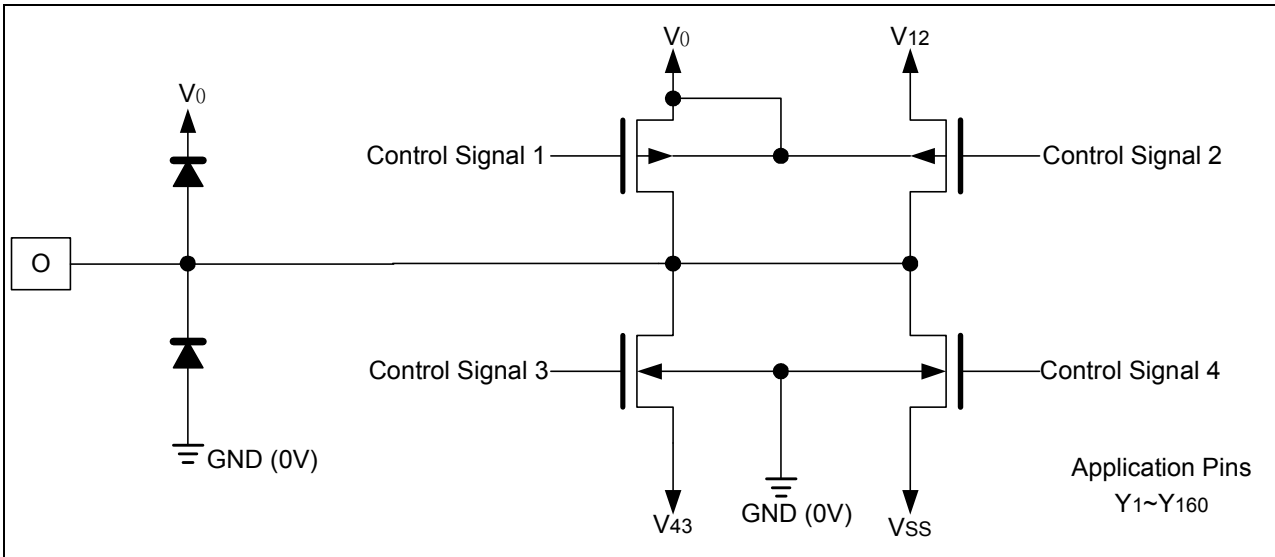 V0
V12
V0
Control Signal 1
Control Signal 2
O
Control Signal 3
Control Signal 4
GND (0V)
Application Pins
Y1~Y160
V43
GND (0V)
VSS